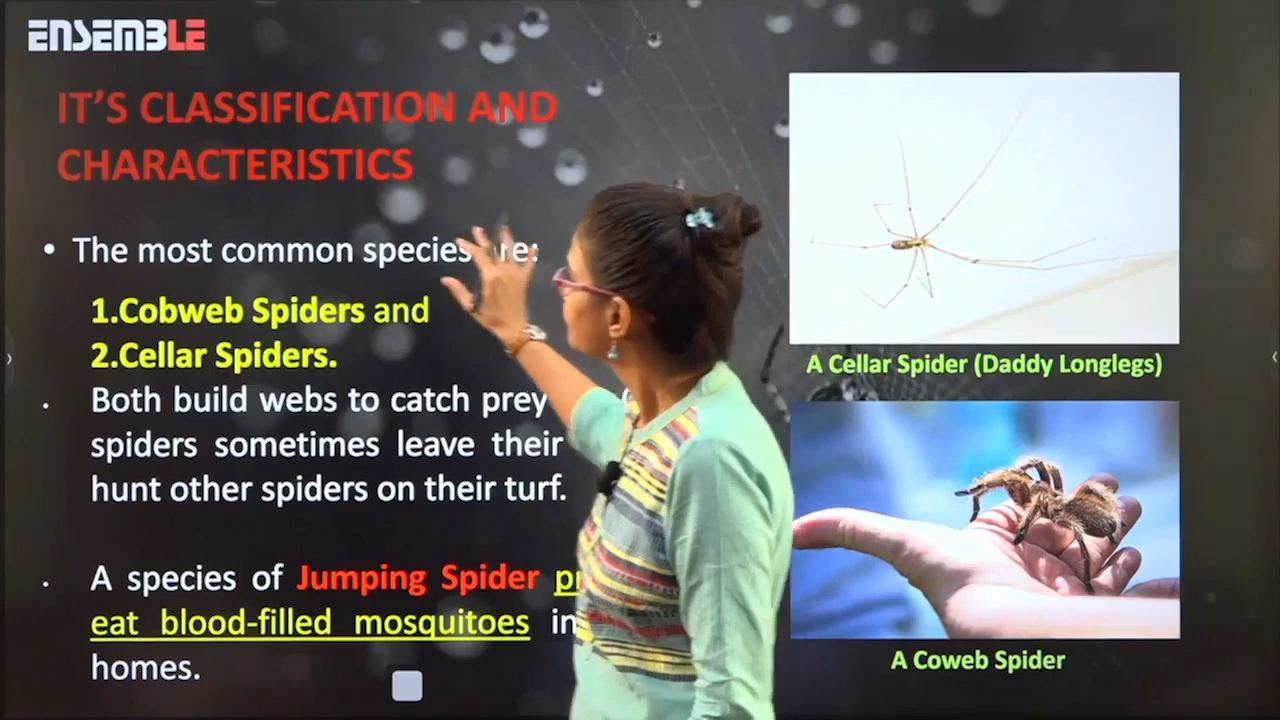 ENSEMBLE
IT'S CLASSIFICATION AND
CHARACTERISTICS
• The most common species re:
1.Cobweb Spiders and
2.Cellar Spiders.
. Both build webs to catch prey
spiders sometimes leave their
hunt other spiders on their turf.
. A species of Jumping Spider
eat blood-filled mosquitoes in
homes.
A Cellar Spider (Daddy Longlegs)
A Coweb Spider